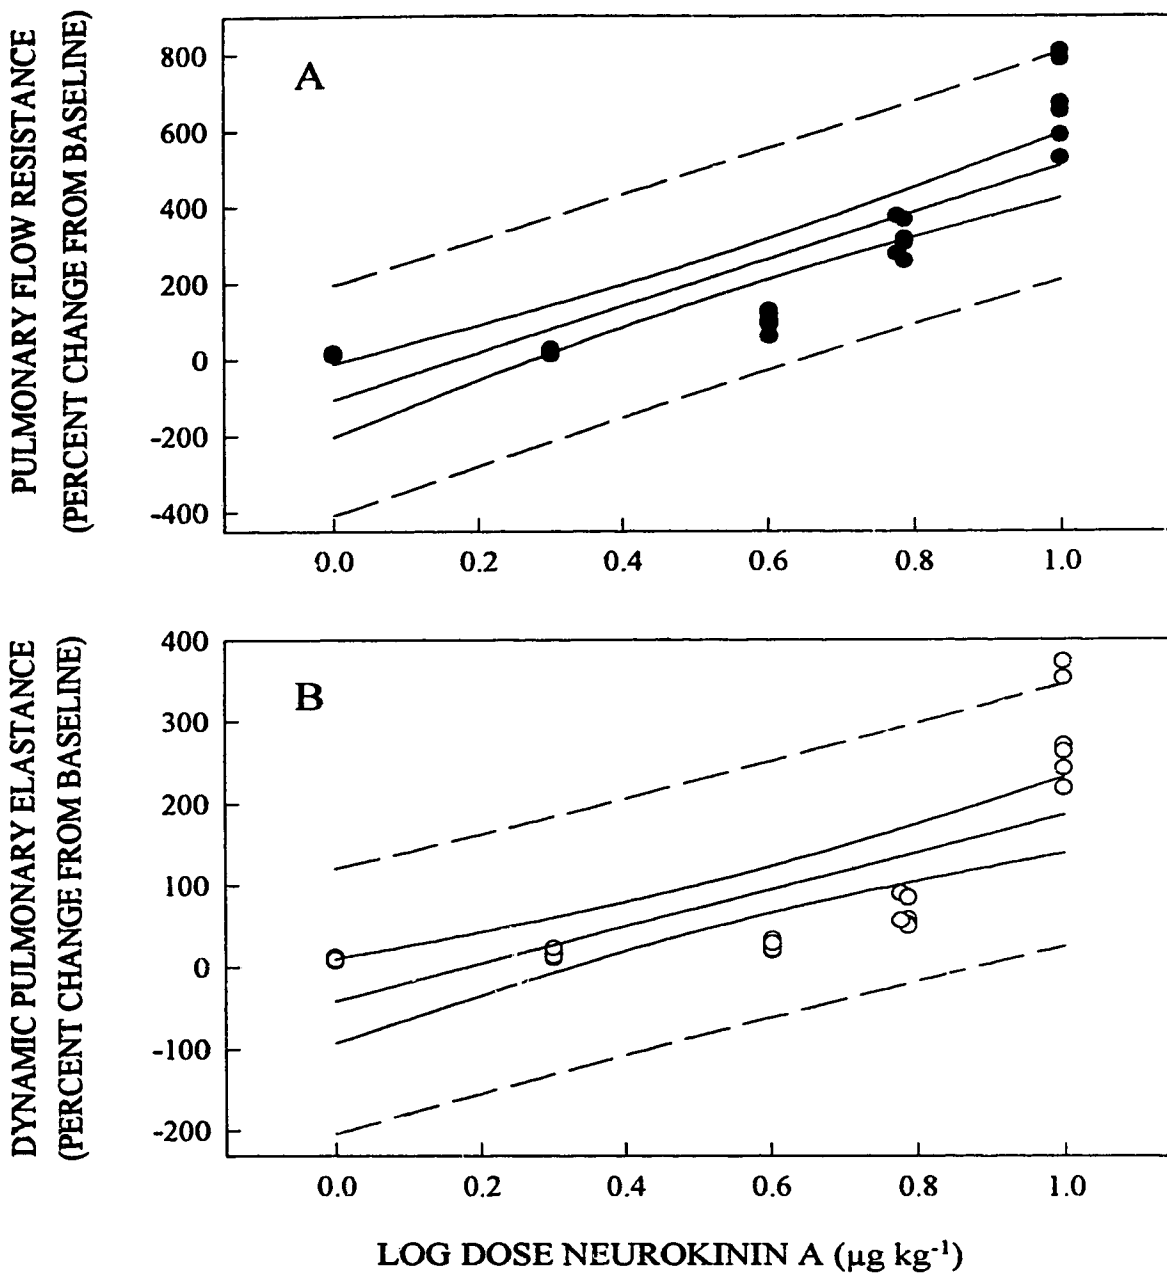 PULMONARY FLOW RESISTANCE
(PERCENT CHANGE FROM BASELINE)
A
800
600
400
200
0
-200
-400
0.0 0.2 0.4 0.6 0.8 1.0
DYNAMIC PULMONARY ELASTANCE
(PERCENT CHANGE FROM BASELINE)
B
400
300
200
100
0
-100
-200
0.0 0.2 0.4 0.6 0.8 1.0
LOG DOSE NEUROKININ A (µg kg⁻¹)